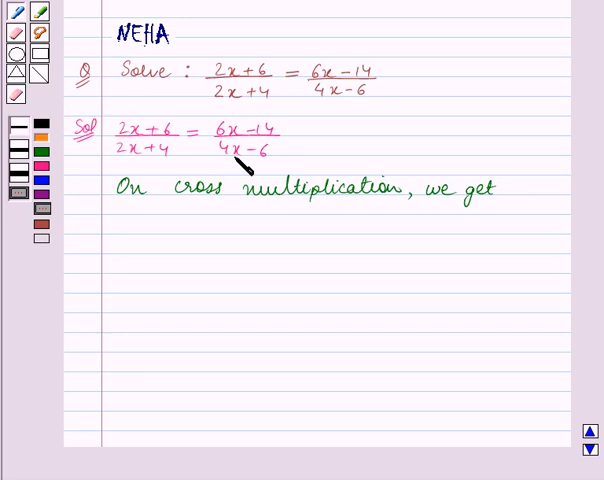 NEHA
Q Solve : (2x+6)/(2x+4) = (6x-14)/(4x-6)
Sol (2x+6)/(2x+4) = (6x-14)/(4x-6)
On cross multiplication, we get